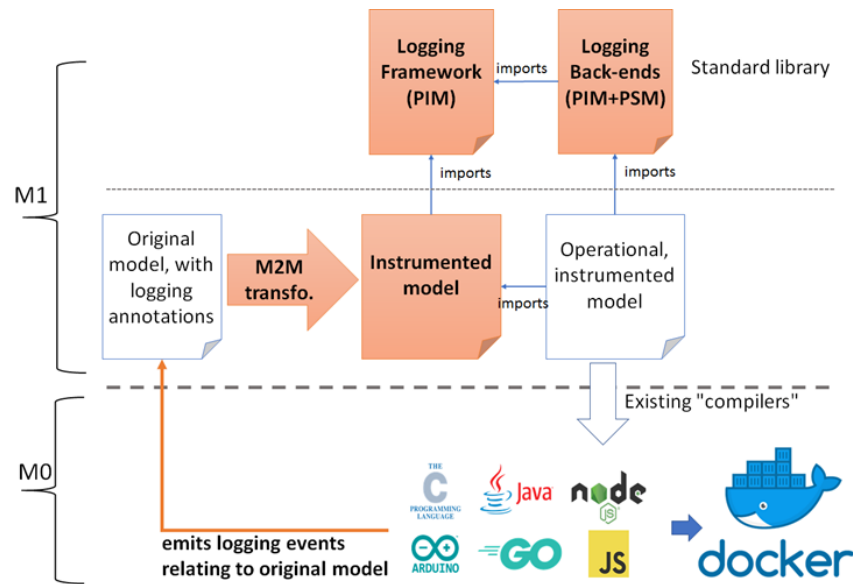 Logging
Framework
(PIM)
imports
Logging
Back-ends
(PIM+PSM)
Standard library
imports
imports
M1
Original
model, with
logging
annotations
M2M
transfo.
Instrumented
model
imports
Operational,
instrumented
model
Existing "compilers"
M0
THE
C
PROGRAMMING
LANGUAGE
Java
node
JS
ARDUINO
GO
JS
docker
emits logging events
relating to original model